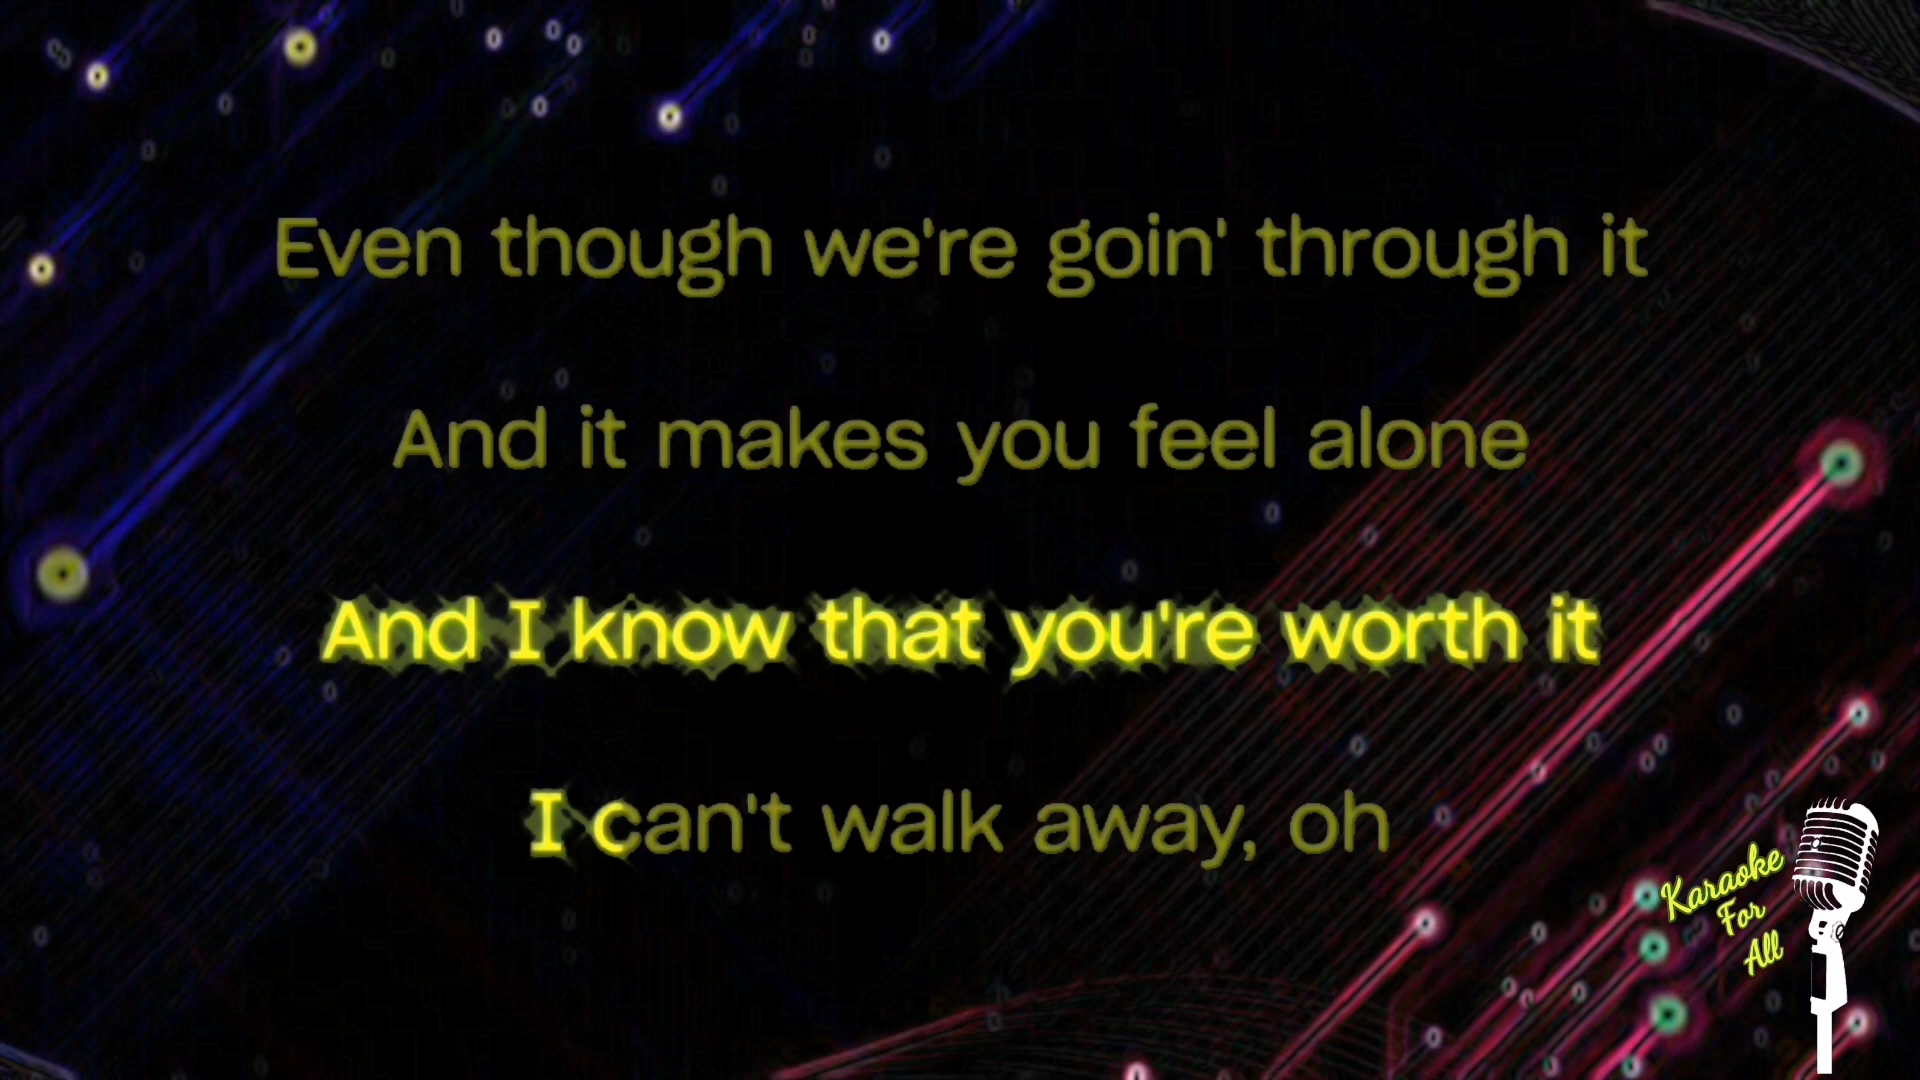 Even though we're goin' through it
And it makes you feel alone
And I know that you're worth it
I can't walk away, oh
Karaoke
For
All